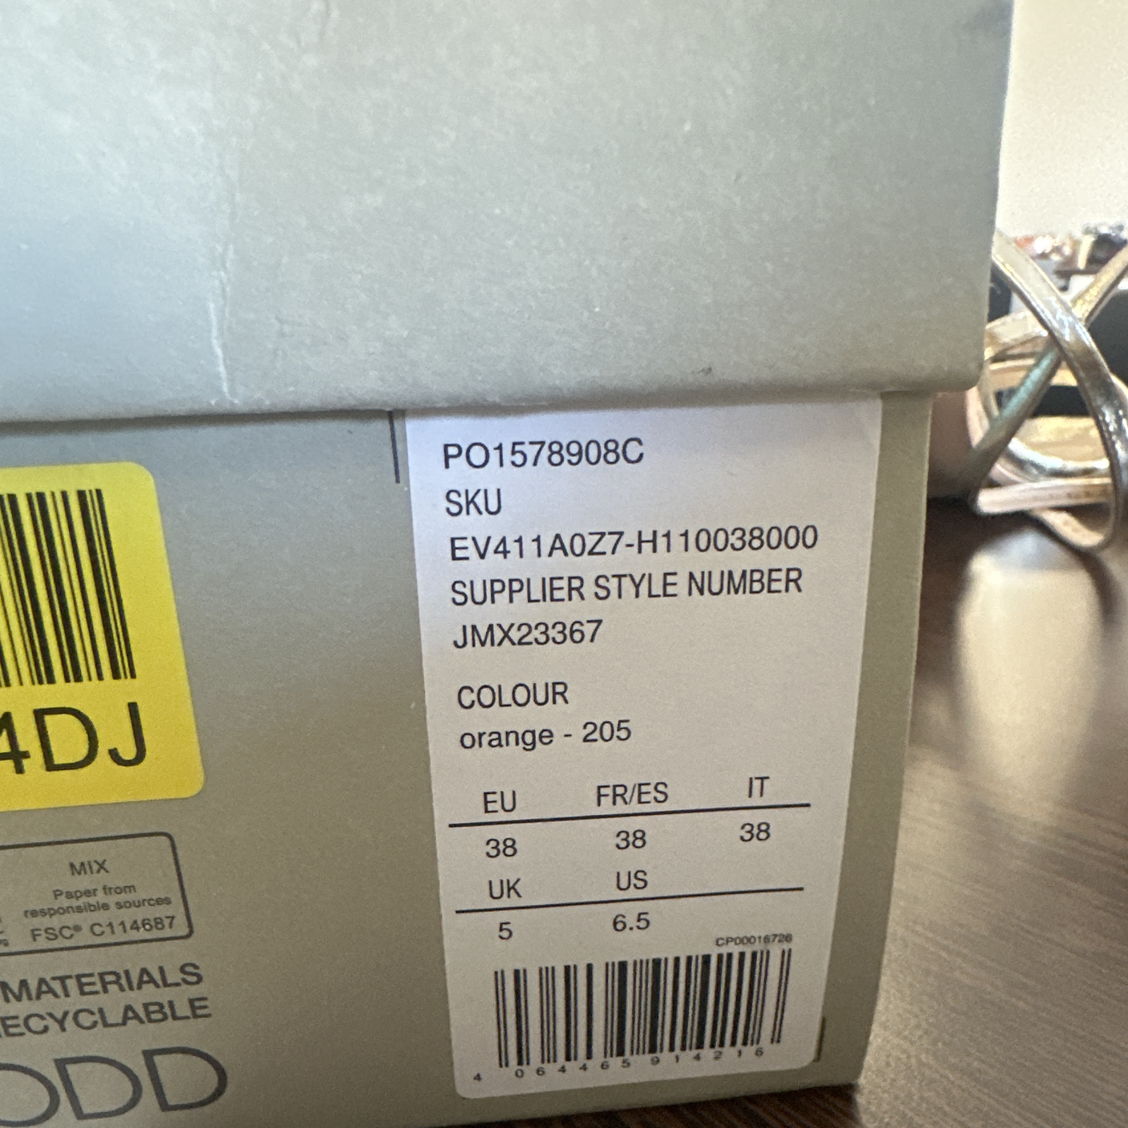 PO1578908C
SKU
EV411A0Z7-H110038000
SUPPLIER STYLE NUMBER
JMX23367
COLOUR
orange - 205
EU FR/ES IT
38 38 38
UK US
5 6.5
CP00016726
4 064465 914216
4DJ
MIX
Paper from
responsible sources
FSC® C114687
MATERIALS
ECYCLABLE
ODD